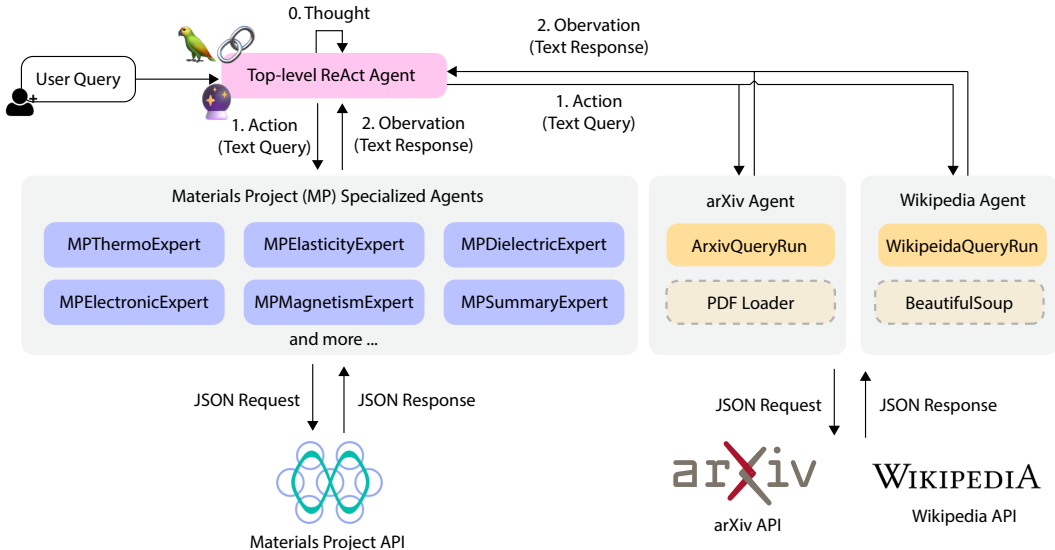 0. Thought
2. Obervation
(Text Response)
User Query
Top-level ReAct Agent
1. Action
(Text Query)
2. Obervation
(Text Response)
1. Action
(Text Query)
Materials Project (MP) Specialized Agents
MPThermoExpert
MPElasticityExpert
MPDielectricExpert
MPElectronicExpert
MPMagnetismExpert
MPSummaryExpert
and more ...
arXiv Agent
ArxivQueryRun
PDF Loader
Wikipedia Agent
WikipeidaQueryRun
BeautifulSoup
JSON Request
JSON Response
JSON Request
JSON Response
Materials Project API
arXiv
arXiv API
WIKIPEDIA
Wikipedia API